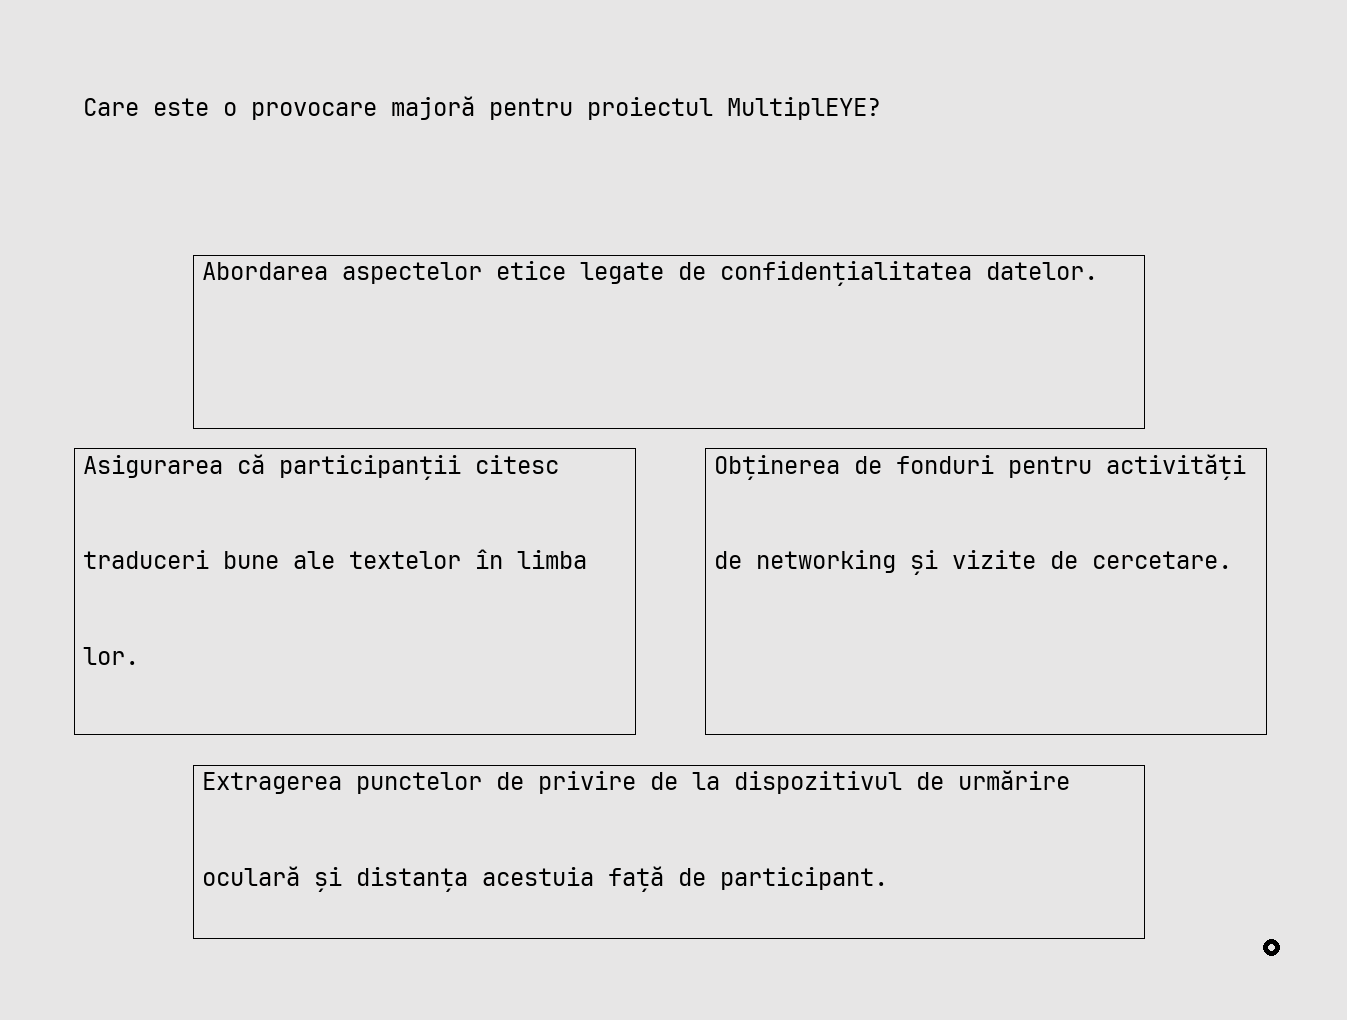 Care este o provocare majoră pentru proiectul MultiplEYE?
Abordarea aspectelor etice legate de confidențialitatea datelor.
Asigurarea că participanții citesc
traduceri bune ale textelor în limba
lor.
Obținerea de fonduri pentru activități
de networking și vizite de cercetare.
Extragerea punctelor de privire de la dispozitivul de urmărire
oculară și distanța acestuia față de participant.